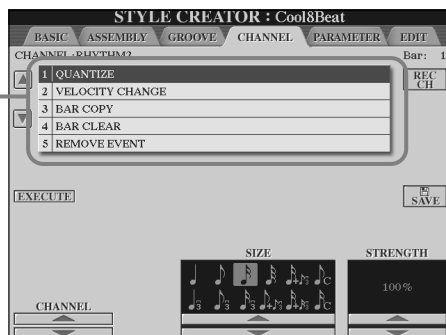 STYLE CREATOR : Cool8Beat
BASIC ASSEMBLY GROOVE CHANNEL PARAMETER EDIT
CHANNEL :RHYTHM2 Bar: 1
1 QUANTIZE
2 VELOCITY CHANGE
3 BAR COPY
4 BAR CLEAR
5 REMOVE EVENT
REC
CH
EXECUTE
SAVE
SIZE STRENGTH
100%
CHANNEL